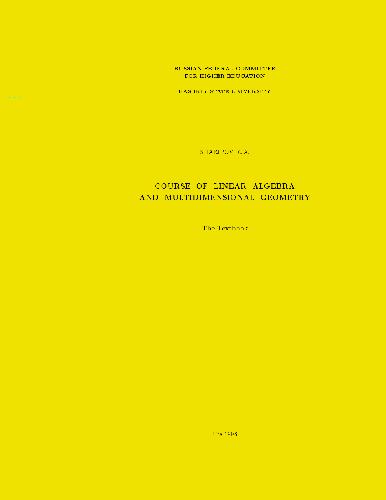 RUSSIAN FEDERAL COMMITTEE
FOR HIGHER EDUCATION
BASHKIR STATE UNIVERSITY
SHARIPOV R. A.
COURSE OF LINEAR ALGEBRA
AND MULTIDIMENSIONAL GEOMETRY
The Textbook
Ufa 1996